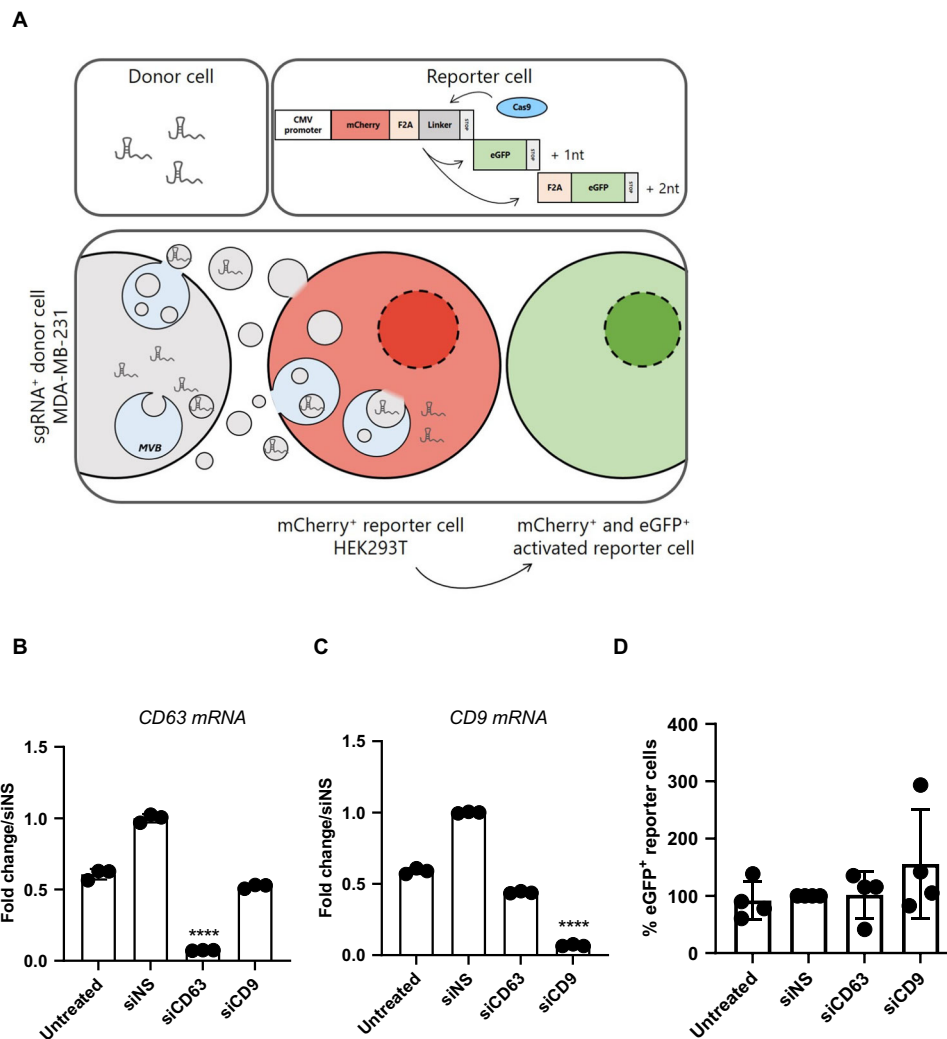 A
Donor cell
Reporter cell
Cas9
CMV
promoter
mCherry
F2A
Linker
STOP
eGFP
STOP
+ 1nt
F2A
eGFP
STOP
+ 2nt
sgRNA⁺ donor cell
MDA-MB-231
MVB
mCherry⁺ reporter cell
HEK293T
mCherry⁺ and eGFP⁺
activated reporter cell
B
CD63 mRNA
Fold change/siNS
1.5
1.0
0.5
0.0
****
Untreated
siNS
siCD63
siCD9
C
CD9 mRNA
Fold change/siNS
1.5
1.0
0.5
0.0
****
Untreated
siNS
siCD63
siCD9
D
% eGFP⁺ reporter cells
400
300
200
100
0
Untreated
siNS
siCD63
siCD9